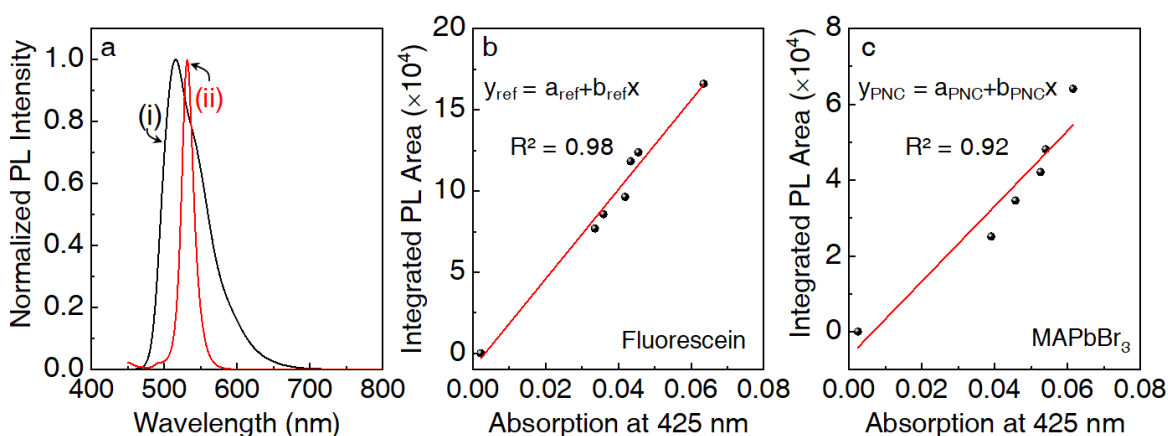 a
(i)
(ii)
Normalized PL Intensity
1.0
0.8
0.6
0.4
0.2
0.0
400 500 600 700 800
Wavelength (nm)
b
y_ref = a_ref+b_refx
R² = 0.98
Fluorescein
Integrated PL Area (×10⁴)
20
15
10
5
0
0.00 0.02 0.04 0.06 0.08
Absorption at 425 nm
c
y_PNC = a_PNC+b_PNCx
R² = 0.92
MAPbBr₃
Integrated PL Area (×10⁴)
8
6
4
2
0
0.00 0.02 0.04 0.06 0.08
Absorption at 425 nm